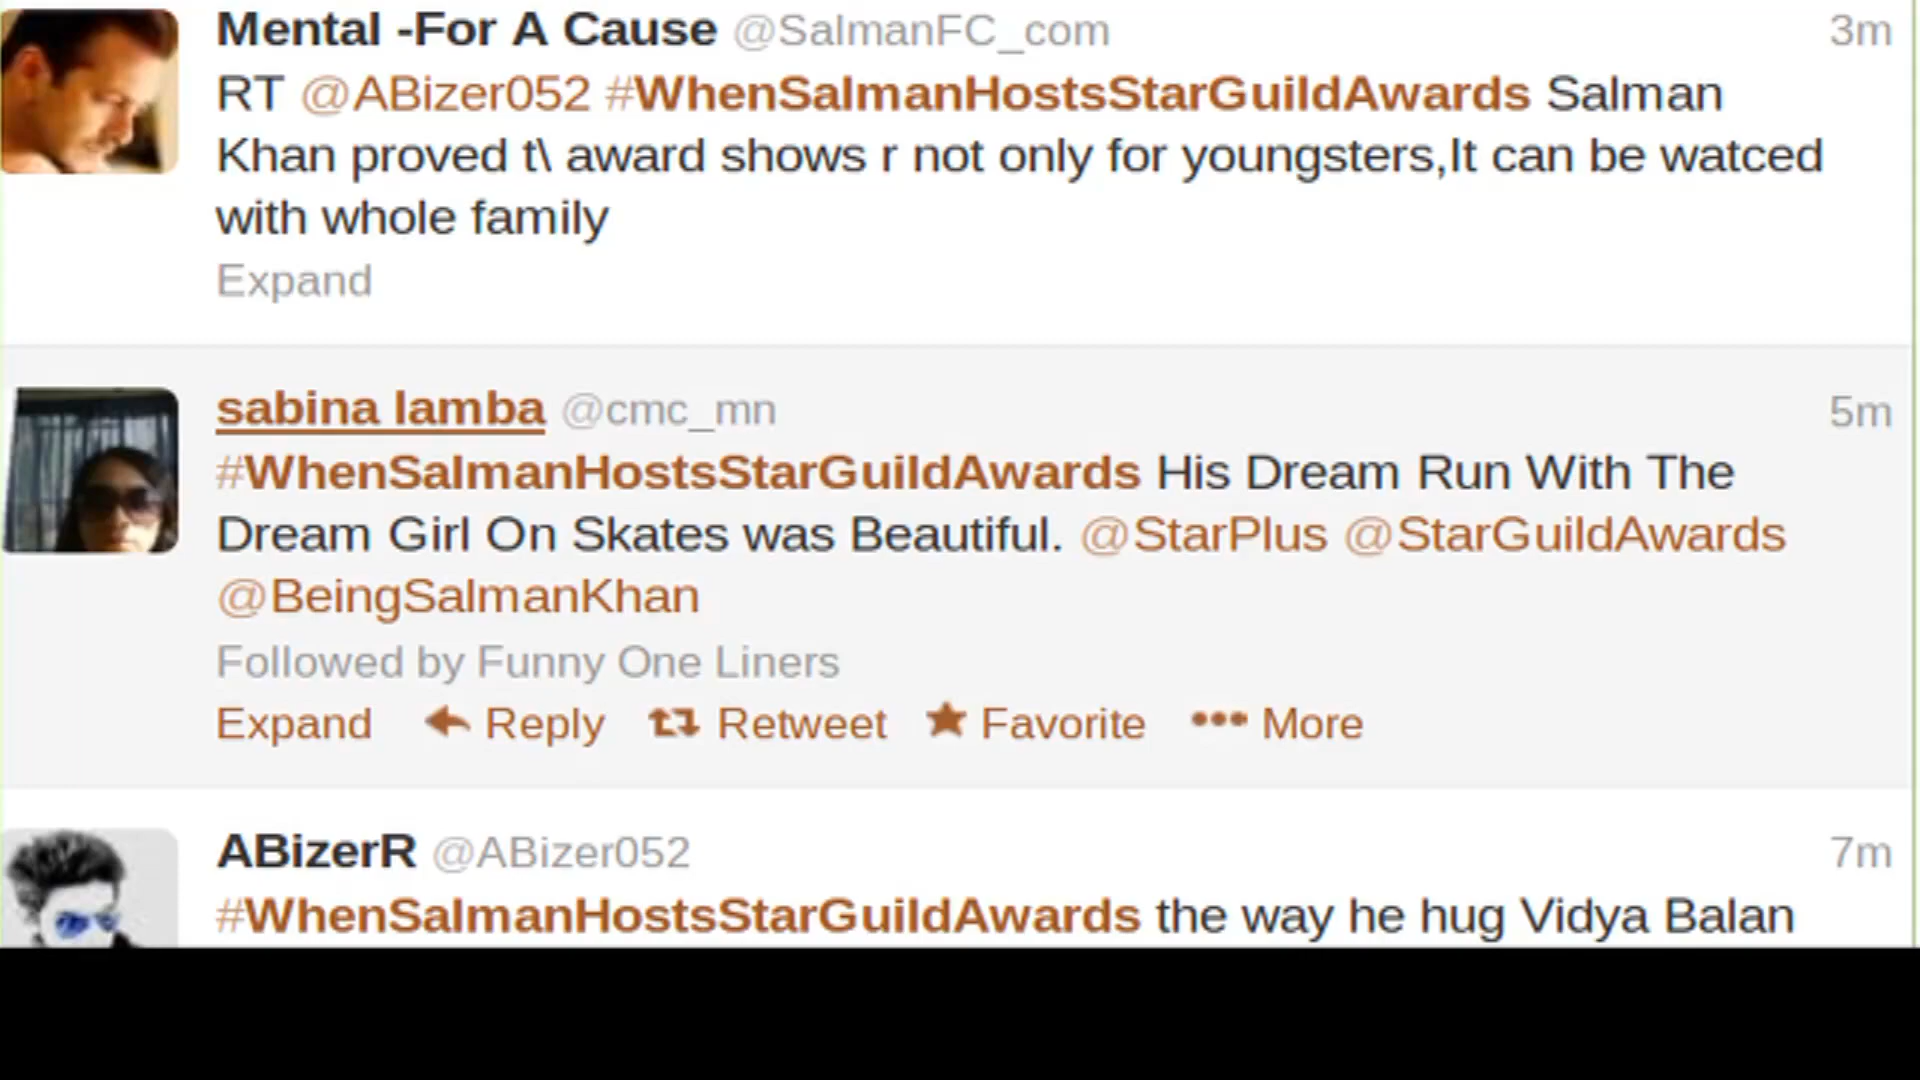 Mental -For A Cause @SalmanFC_com 3m
RT @ABizer052 #WhenSalmanHostsStarGuildAwards Salman
Khan proved t\ award shows r not only for youngsters,It can be watced
with whole family
Expand
sabina lamba @cmc_mn 5m
#WhenSalmanHostsStarGuildAwards His Dream Run With The
Dream Girl On Skates was Beautiful. @StarPlus @StarGuildAwards
@BeingSalmanKhan
Followed by Funny One Liners
Expand Reply Retweet Favorite More
ABizerR @ABizer052 7m
#WhenSalmanHostsStarGuildAwards the way he hug Vidya Balan